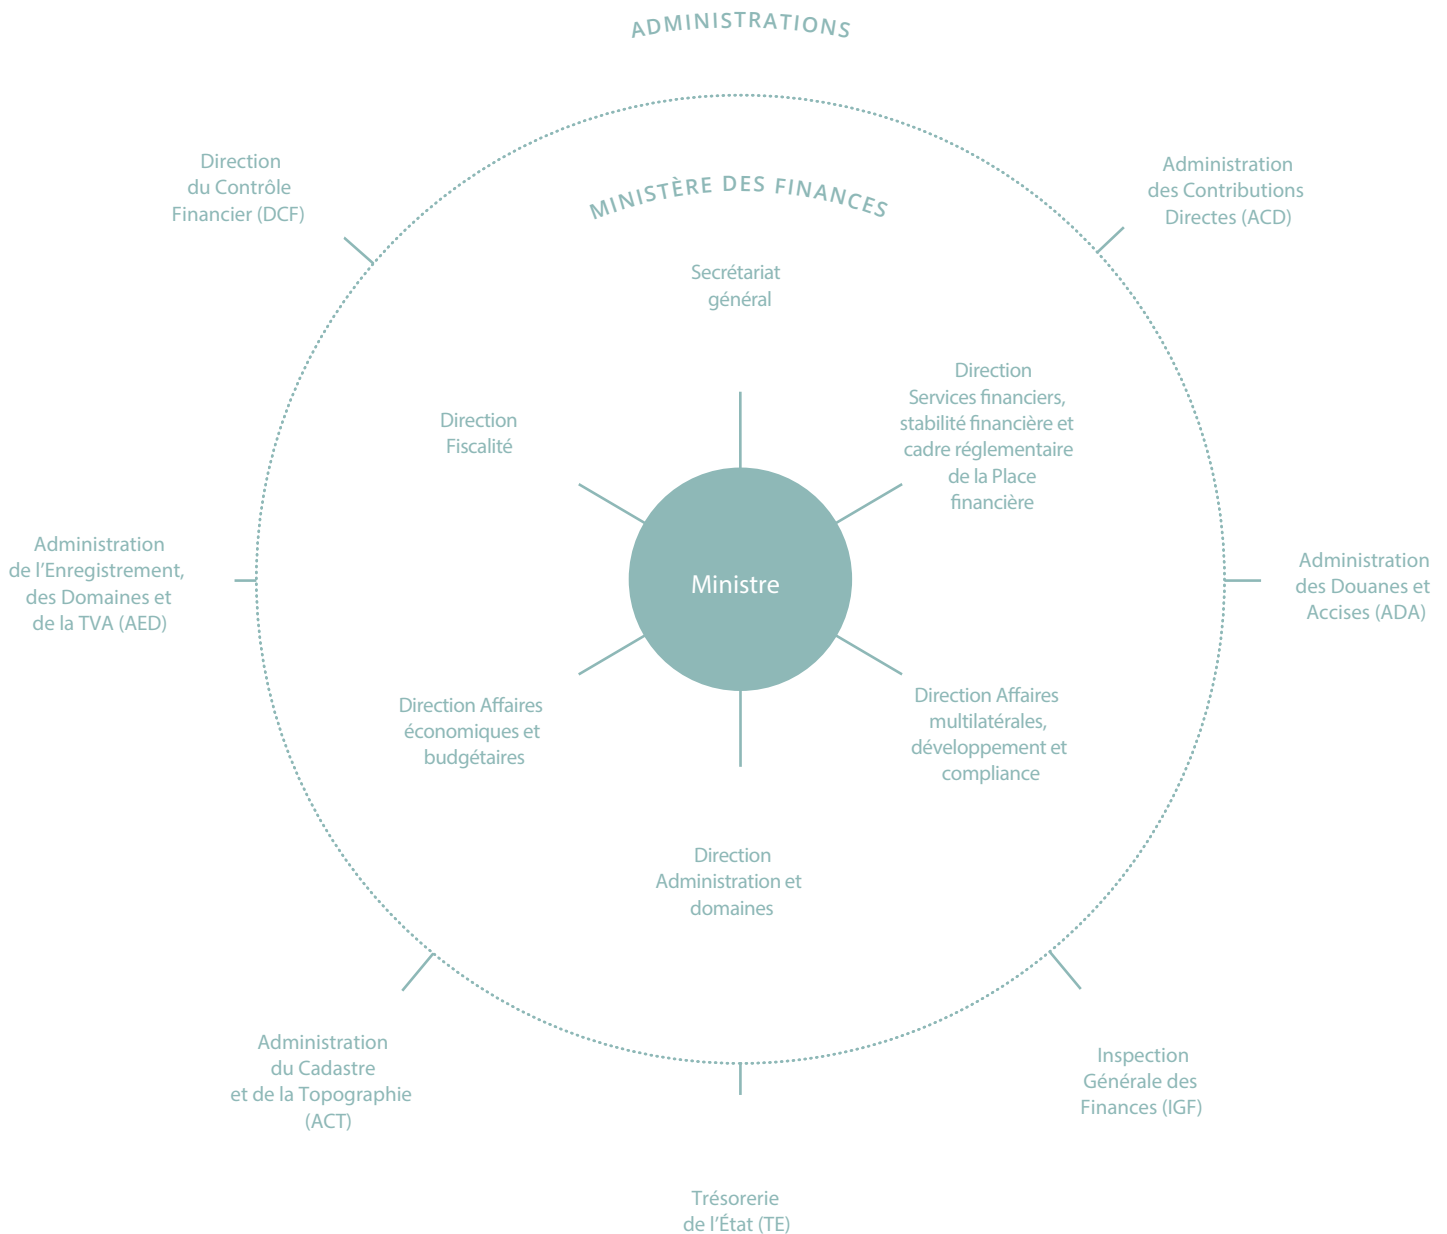 ADMINISTRATIONS
Direction
du Contrôle
Financier (DCF)
Administration
des Contributions
Directes (ACD)
MINISTÈRE DES FINANCES
Secrétariat
général
Direction
Services financiers,
stabilité financière et
cadre réglementaire
de la Place
financière
Direction
Fiscalité
Administration
de l’Enregistrement,
des Domaines et
de la TVA (AED)
Ministre
Administration
des Douanes et
Accises (ADA)
Direction Affaires
économiques et
budgétaires
Direction Affaires
multilatérales,
développement et
compliance
Direction
Administration et
domaines
Administration
du Cadastre
et de la Topographie
(ACT)
Inspection
Générale des
Finances (IGF)
Trésorerie
de l’État (TE)